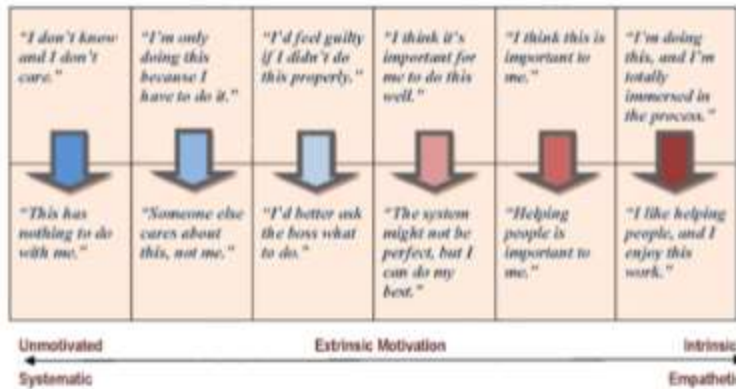 "I don't know
and I don't
care."
"I'm only
doing this
because I
have to do it."
"I'd feel guilty
if I didn't do
this properly."
"I think it's
important for
me to do this
well."
"I think this is
important to
me."
"I'm doing
this, and I'm
totally
immersed in
the process."
"This has
nothing to do
with me."
"Someone else
cares about
this, not me."
"I'd better ask
the boss what
to do."
"The system
might not be
perfect, but I
can do my
best."
"Helping
people is
important to
me."
"I like helping
people, and I
enjoy this
work."
Unmotivated
Extrinsic Motivation
Intrinsic
Systematic
Empatheti